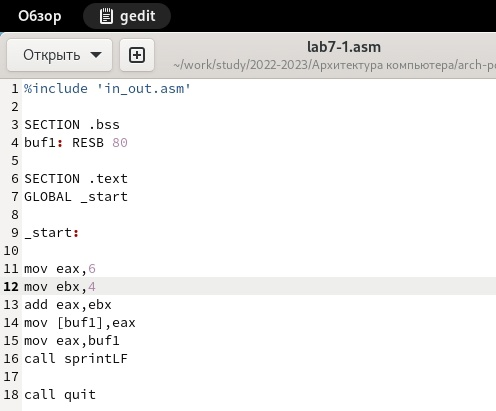 Обзор gedit
Открыть lab7-1.asm
~/work/study/2022-2023/Архитектура компьютера/arch-pc
1 %include 'in_out.asm'
2
3 SECTION .bss
4 buf1: RESB 80
5
6 SECTION .text
7 GLOBAL _start
8
9 _start:
10
11 mov eax,6
12 mov ebx,4
13 add eax,ebx
14 mov [buf1],eax
15 mov eax,buf1
16 call sprintLF
17
18 call quit